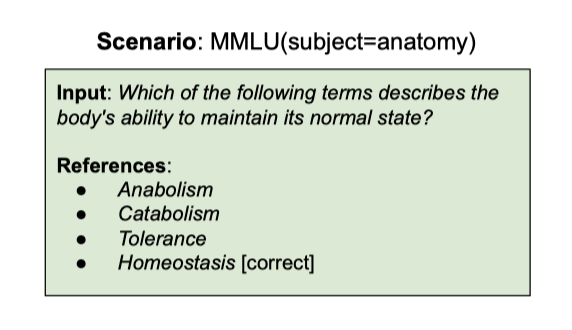 Scenario: MMLU(subject=anatomy)
Input: Which of the following terms describes the
body's ability to maintain its normal state?
References:
● Anabolism
● Catabolism
● Tolerance
● Homeostasis [correct]